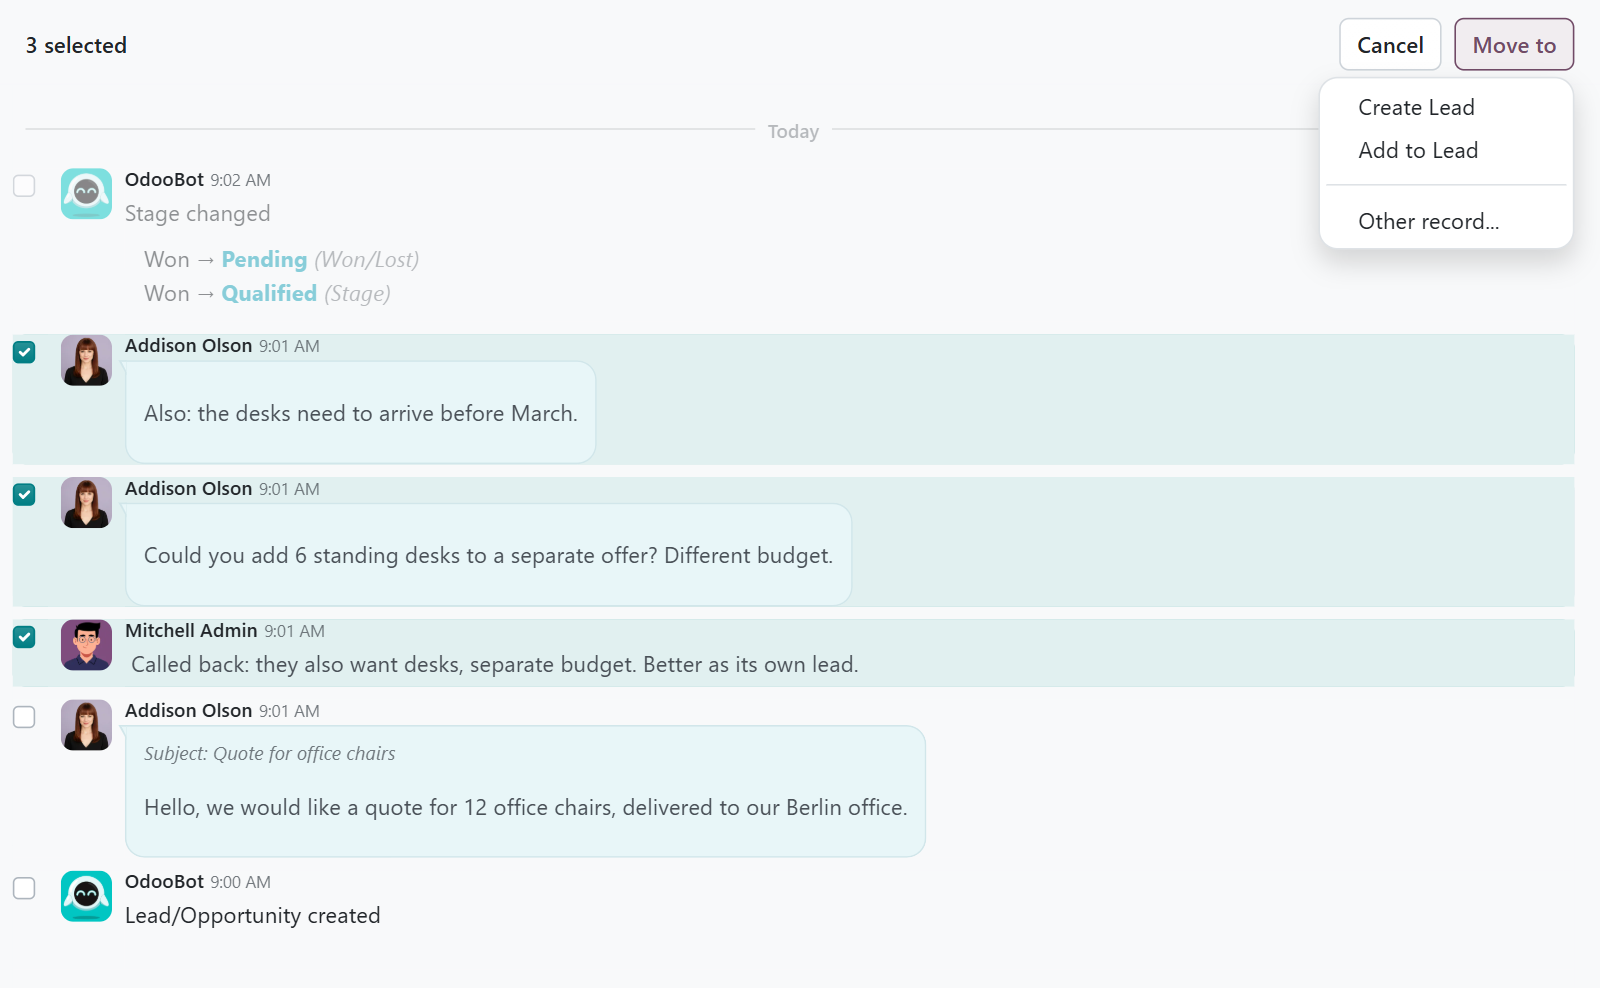 3 selected
Cancel
Move to
Create Lead
Add to Lead
Other record...
Today
OdooBot 9:02 AM
Stage changed
Won → Pending (Won/Lost)
Won → Qualified (Stage)
Addison Olson 9:01 AM
Also: the desks need to arrive before March.
Addison Olson 9:01 AM
Could you add 6 standing desks to a separate offer? Different budget.
Mitchell Admin 9:01 AM
Called back: they also want desks, separate budget. Better as its own lead.
Addison Olson 9:01 AM
Subject: Quote for office chairs
Hello, we would like a quote for 12 office chairs, delivered to our Berlin office.
OdooBot 9:00 AM
Lead/Opportunity created